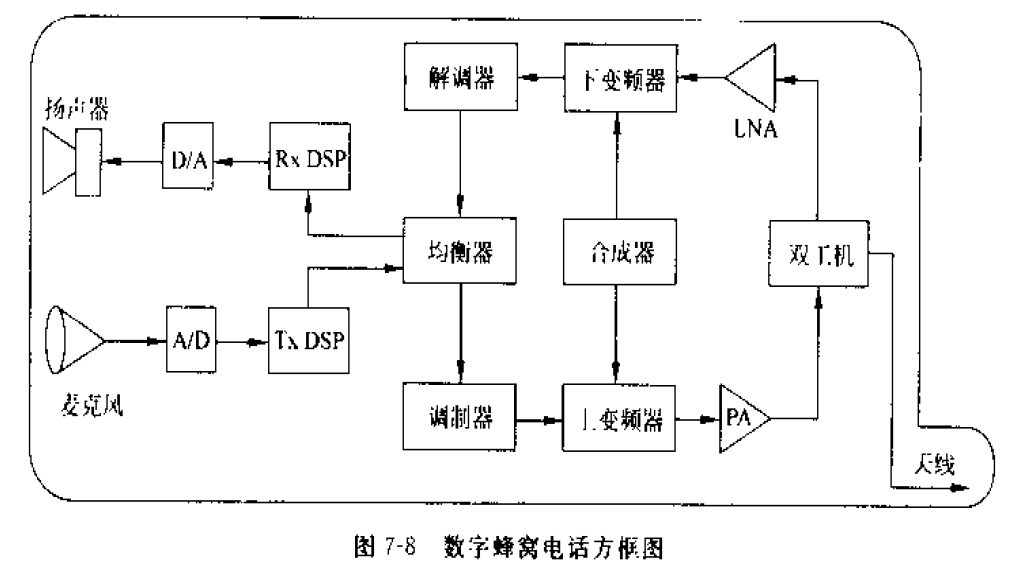 解调器
下变频器
LNA
扬声器
D/A
Rx DSP
均衡器
合成器
双工机
麦克风
A/D
Tx DSP
调制器
上变频器
PA
天线
图 7-8 数字蜂窝电话方框图